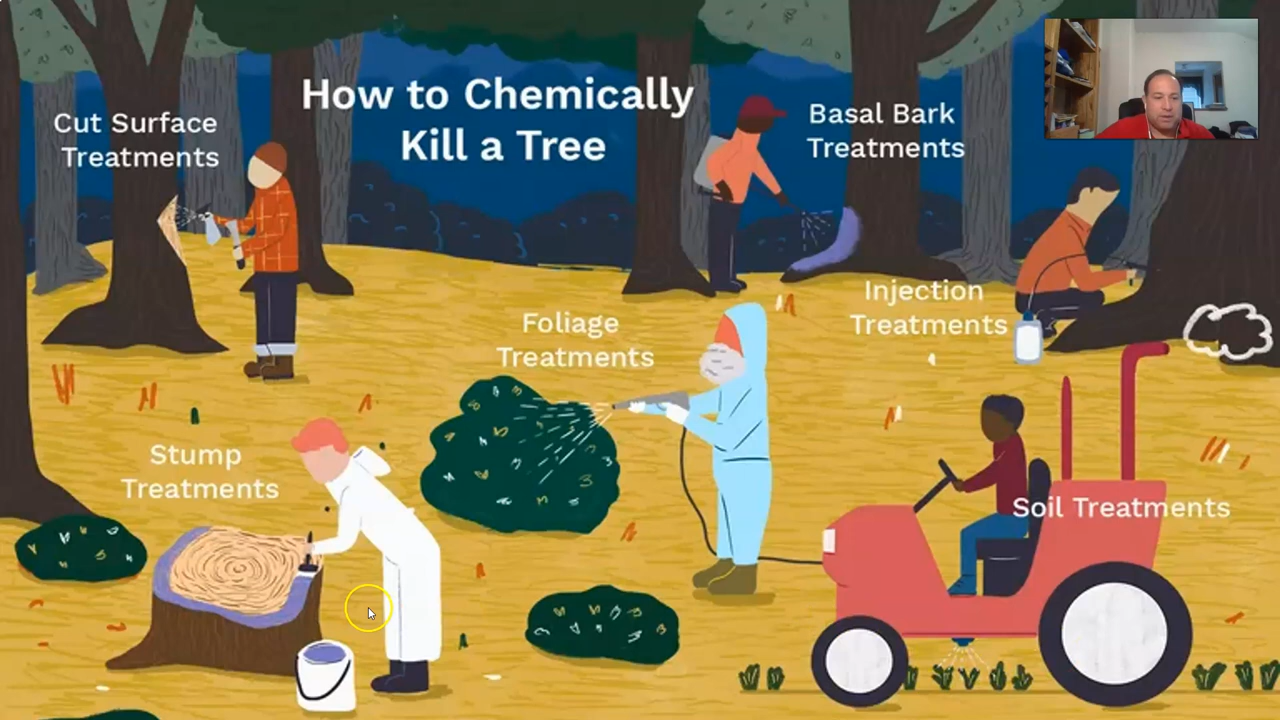 How to Chemically
Kill a Tree
Cut Surface
Treatments
Basal Bark
Treatments
Injection
Treatments
Foliage
Treatments
Stump
Treatments
Soil Treatments